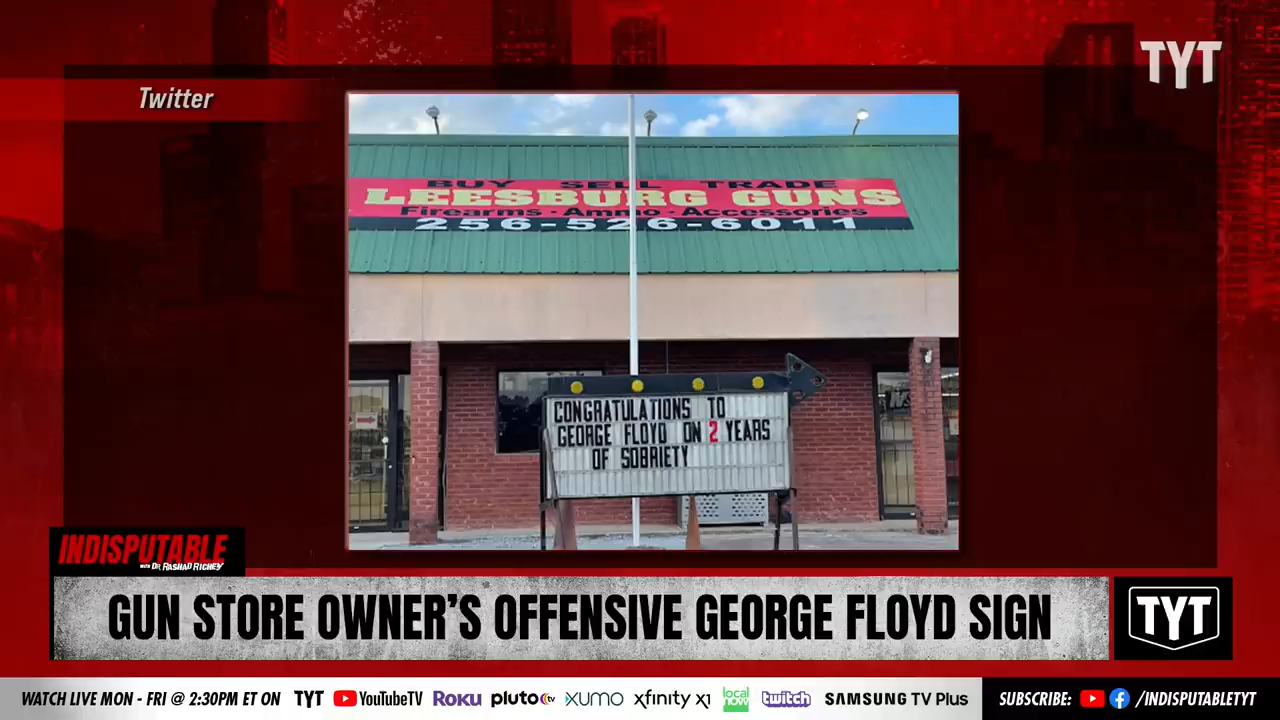 TYT
Twitter
BUY SELL TRADE
LEESBURG GUNS
Firearms · Ammo · Accessories
256-526-6011
CONGRATULATIONS TO
GEORGE FLOYD ON 2 YEARS
OF SOBRIETY
INDISPUTABLE
WITH DR. RASHAD RICHEY
GUN STORE OWNER'S OFFENSIVE GEORGE FLOYD SIGN
TYT
WATCH LIVE MON - FRI @ 2:30PM ET ON TYT YouTubeTV Roku pluto tv XUMO xfinity x1 local now twitch SAMSUNG TV Plus SUBSCRIBE: /INDISPUTABLETYT